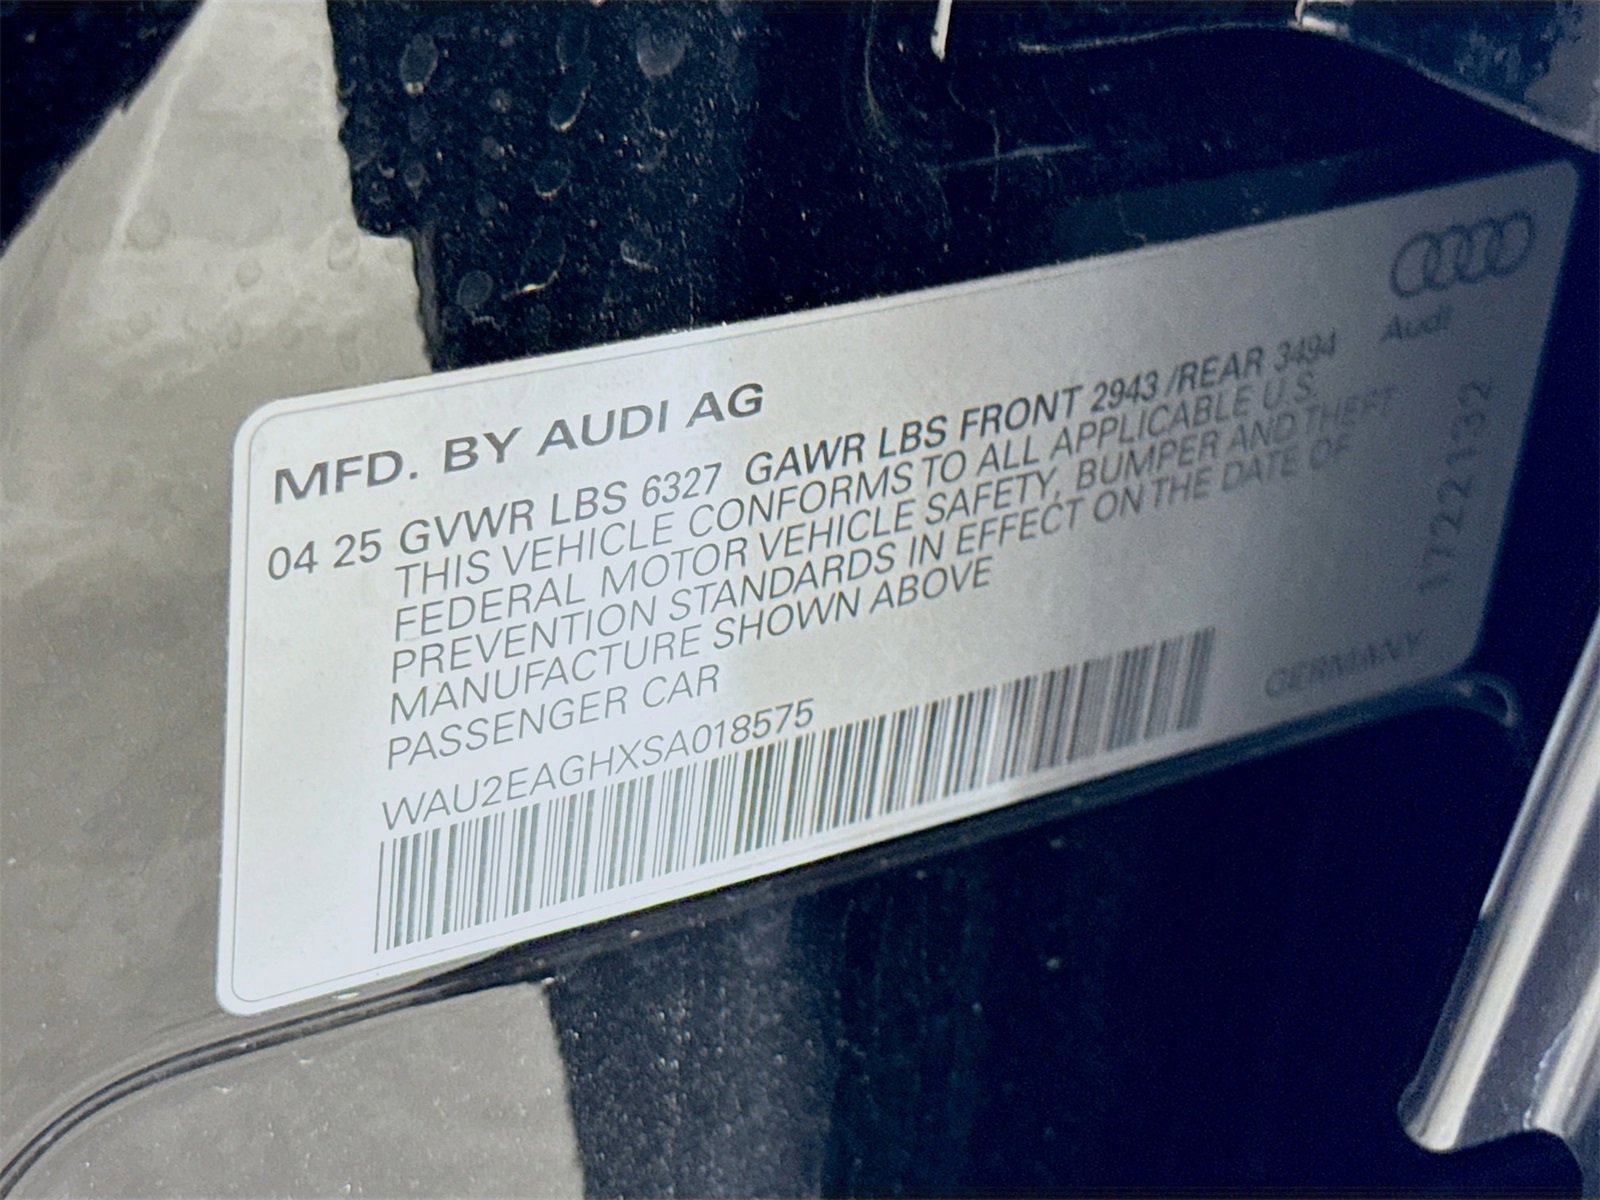 Audi
MFD. BY AUDI AG
04 25 GVWR LBS 6327 GAWR LBS FRONT 2943 /REAR 3494
THIS VEHICLE CONFORMS TO ALL APPLICABLE U.S.
FEDERAL MOTOR VEHICLE SAFETY, BUMPER AND THEFT
PREVENTION STANDARDS IN EFFECT ON THE DATE OF
MANUFACTURE SHOWN ABOVE
PASSENGER CAR
WAU2EAGHXSA018575
GERMANY
17221132